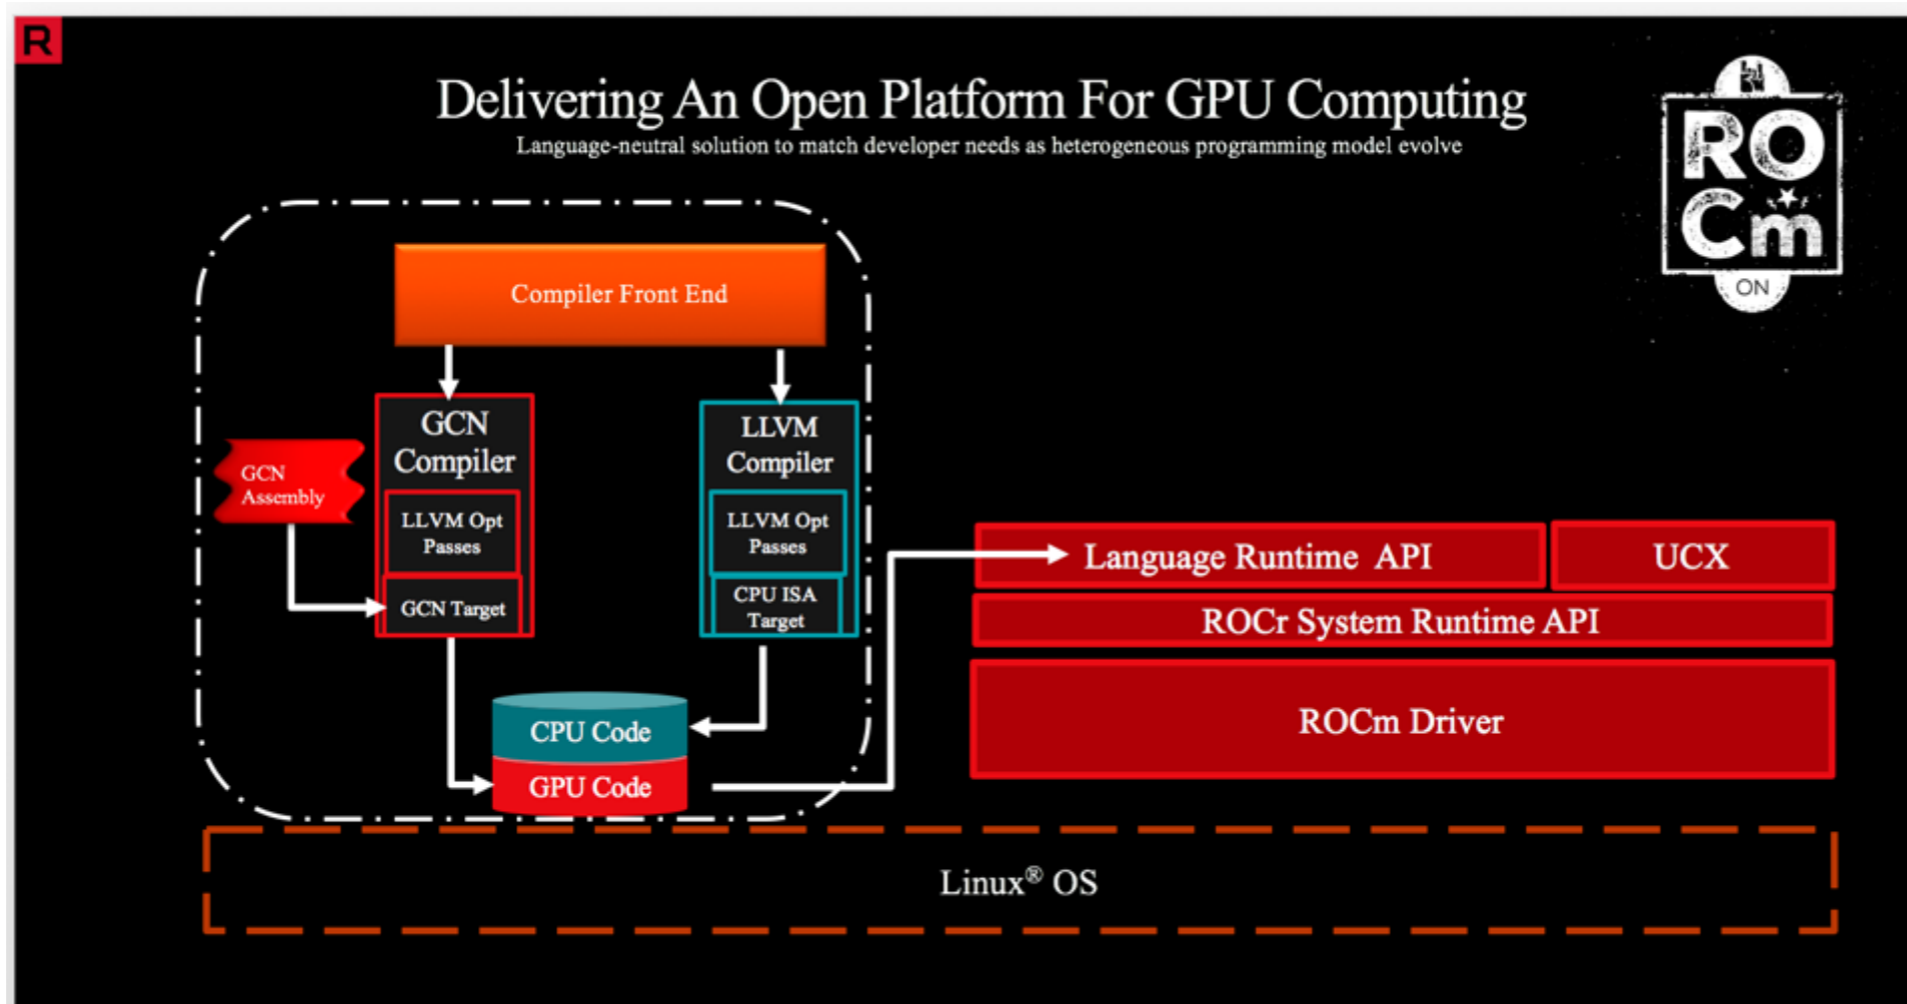 R
Delivering An Open Platform For GPU Computing
Language-neutral solution to match developer needs as heterogeneous programming model evolve
RO
Cm
ON
Compiler Front End
GCN
Compiler
LLVM
Compiler
GCN
Assembly
LLVM Opt
Passes
LLVM Opt
Passes
GCN Target
CPU ISA
Target
CPU Code
GPU Code
Language Runtime API
UCX
ROCr System Runtime API
ROCm Driver
Linux® OS